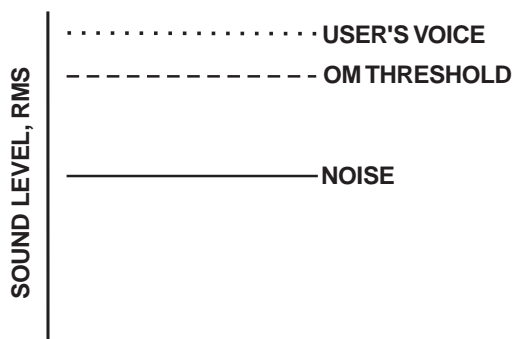 USER'S VOICE
OM THRESHOLD
NOISE
SOUND LEVEL, RMS